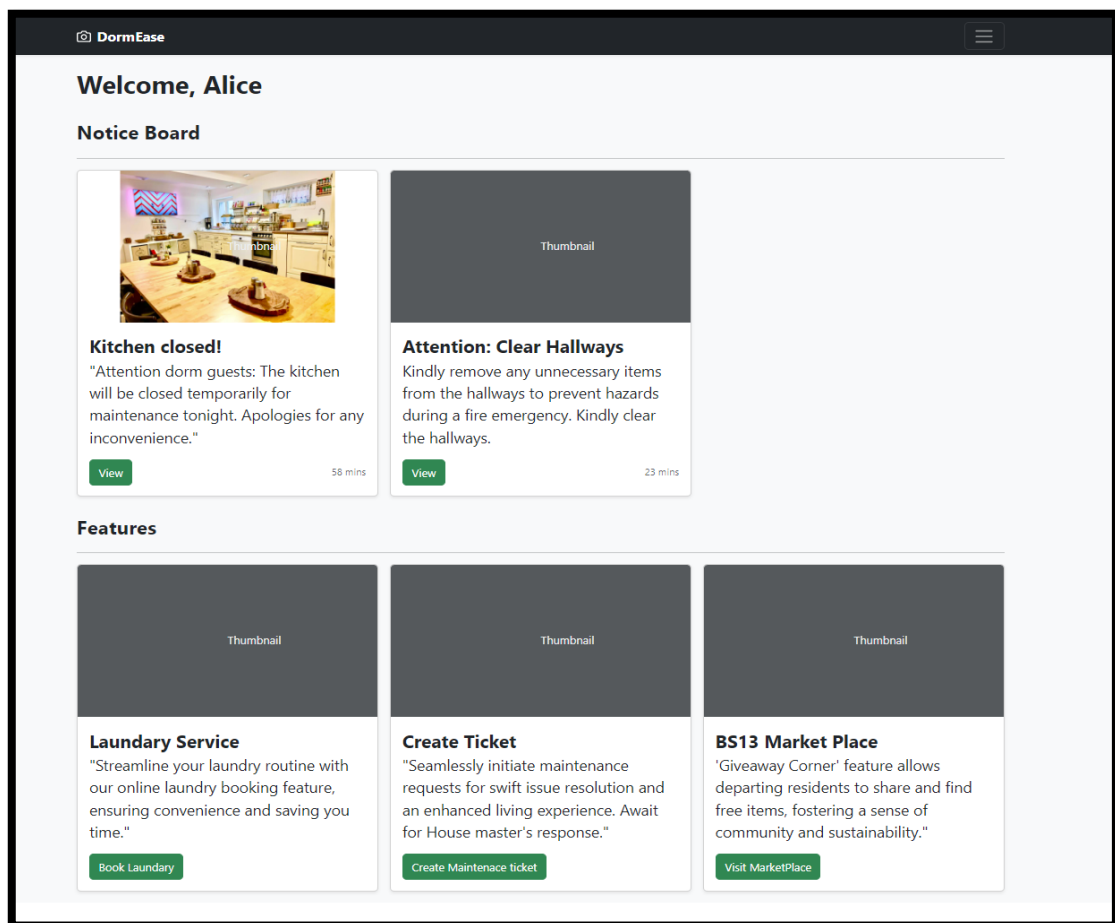 DormEase
Welcome, Alice
Notice Board
Thumbnail
Kitchen closed!
"Attention dorm guests: The kitchen
will be closed temporarily for
maintenance tonight. Apologies for any
inconvenience."
View
58 mins
Thumbnail
Attention: Clear Hallways
Kindly remove any unnecessary items
from the hallways to prevent hazards
during a fire emergency. Kindly clear
the hallways.
View
23 mins
Features
Thumbnail
Laundary Service
"Streamline your laundry routine with
our online laundry booking feature,
ensuring convenience and saving you
time."
Book Laundary
Thumbnail
Create Ticket
"Seamlessly initiate maintenance
requests for swift issue resolution and
an enhanced living experience. Await
for House master's response."
Create Maintenace ticket
Thumbnail
BS13 Market Place
'Giveaway Corner' feature allows
departing residents to share and find
free items, fostering a sense of
community and sustainability."
Visit MarketPlace